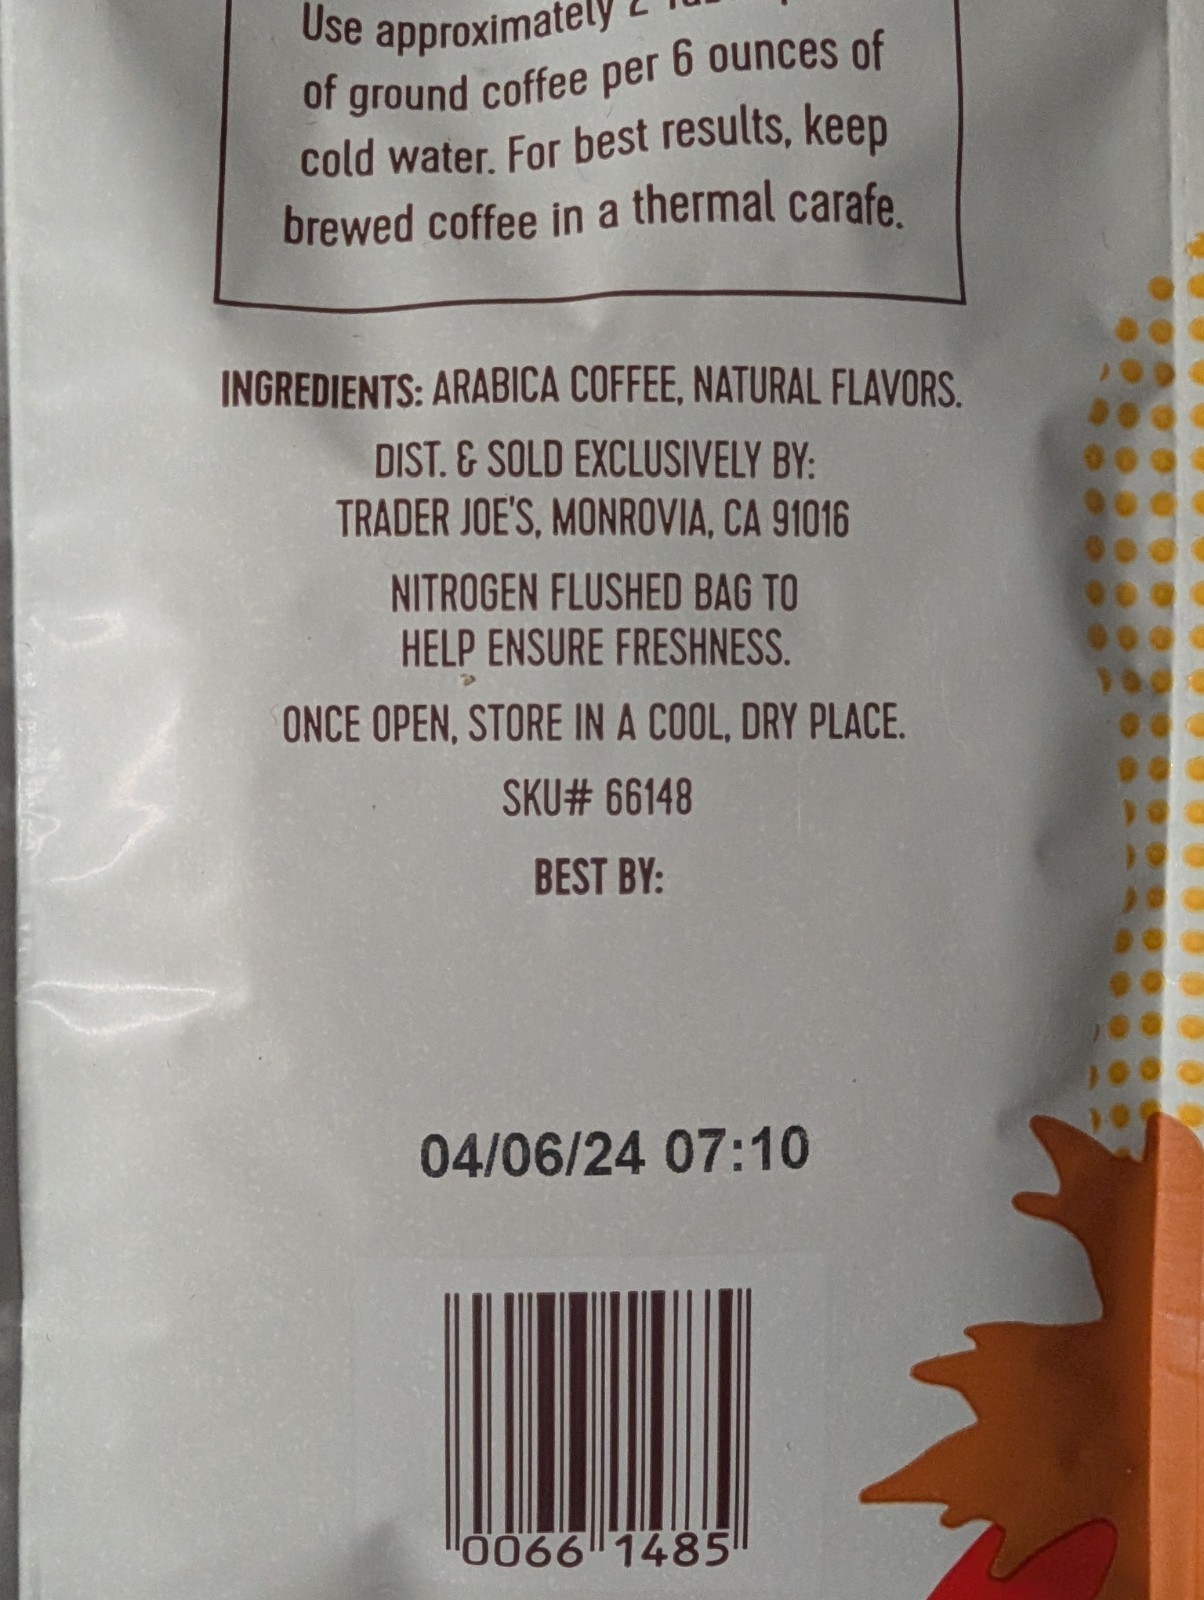 Use approximately 2
of ground coffee per 6 ounces of
cold water. For best results, keep
brewed coffee in a thermal carafe.
INGREDIENTS: ARABICA COFFEE, NATURAL FLAVORS.
DIST. & SOLD EXCLUSIVELY BY:
TRADER JOE'S, MONROVIA, CA 91016
NITROGEN FLUSHED BAG TO
HELP ENSURE FRESHNESS.
ONCE OPEN, STORE IN A COOL, DRY PLACE.
SKU# 66148
BEST BY:
04/06/24 07:10
0066 1485